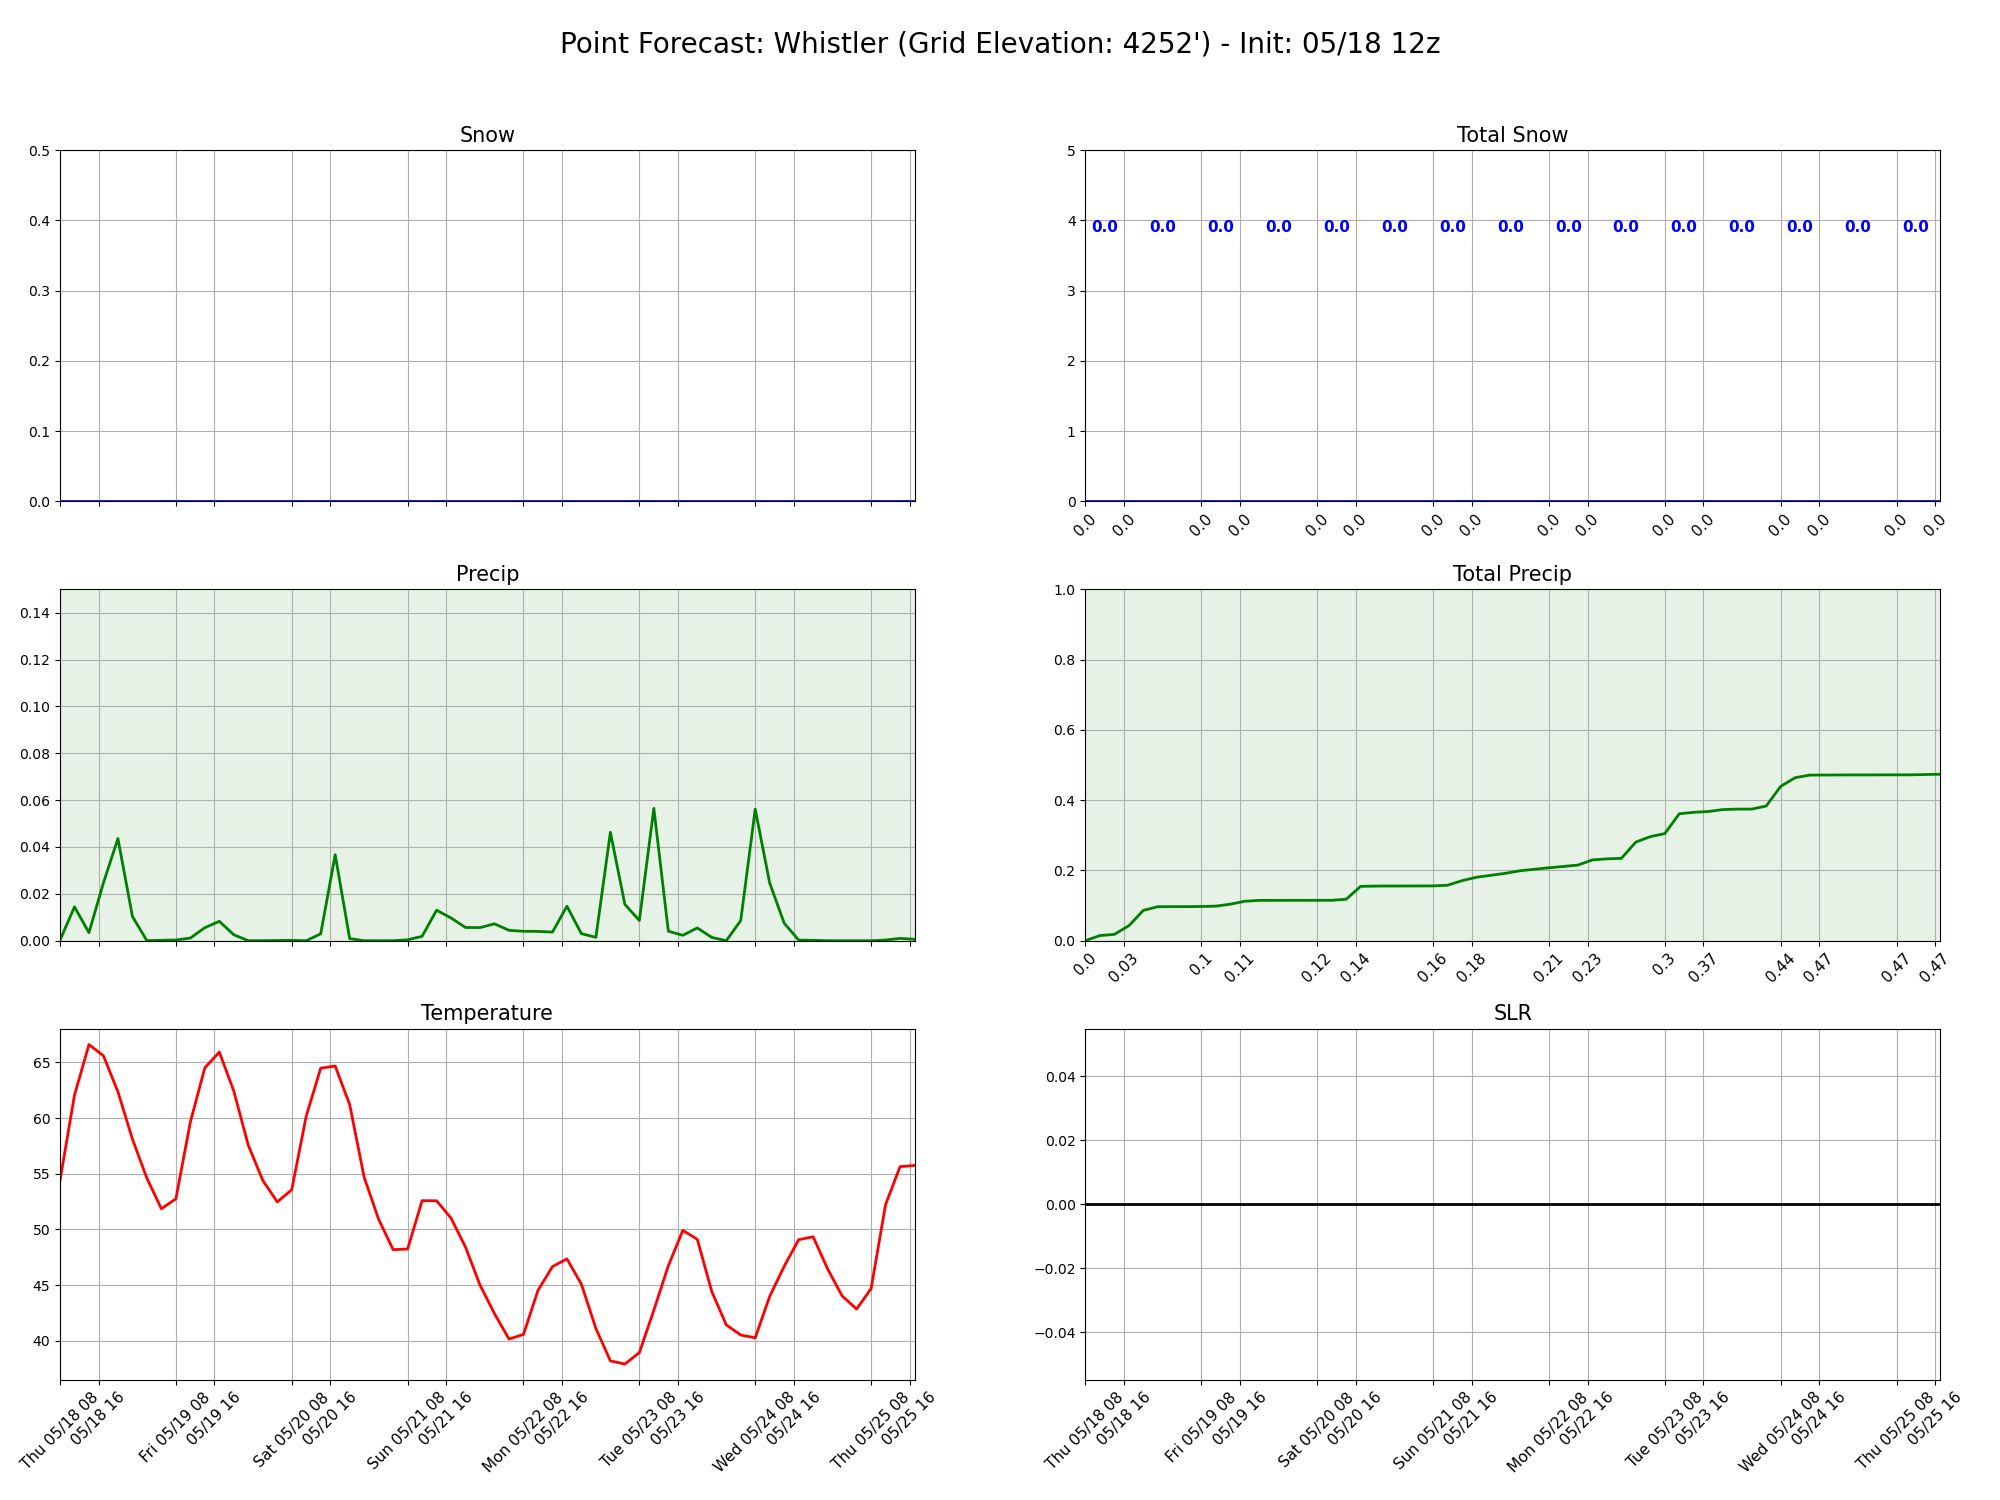 Point Forecast: Whistler (Grid Elevation: 4252') - Init: 05/18 12z
Snow
0.5
0.4
0.3
0.2
0.1
0.0
Total Snow
5
4
3
2
1
0
0.0 0.0 0.0 0.0 0.0 0.0 0.0 0.0 0.0 0.0 0.0 0.0 0.0 0.0 0.0
0.0 0.0 0.0 0.0 0.0 0.0 0.0 0.0 0.0 0.0 0.0 0.0 0.0 0.0 0.0 0.0
Precip
0.14
0.12
0.10
0.08
0.06
0.04
0.02
0.00
Total Precip
1.0
0.8
0.6
0.4
0.2
0.0
0.0 0.03 0.1 0.11 0.12 0.14 0.16 0.18 0.21 0.23 0.3 0.37 0.44 0.47 0.47 0.47
Temperature
65
60
55
50
45
40
Thu 05/18 08
05/18 16
Fri 05/19 08
05/19 16
Sat 05/20 08
05/20 16
Sun 05/21 08
05/21 16
Mon 05/22 08
05/22 16
Tue 05/23 08
05/23 16
Wed 05/24 08
05/24 16
Thu 05/25 08
05/25 16
SLR
0.04
0.02
0.00
−0.02
−0.04
Thu 05/18 08
05/18 16
Fri 05/19 08
05/19 16
Sat 05/20 08
05/20 16
Sun 05/21 08
05/21 16
Mon 05/22 08
05/22 16
Tue 05/23 08
05/23 16
Wed 05/24 08
05/24 16
Thu 05/25 08
05/25 16